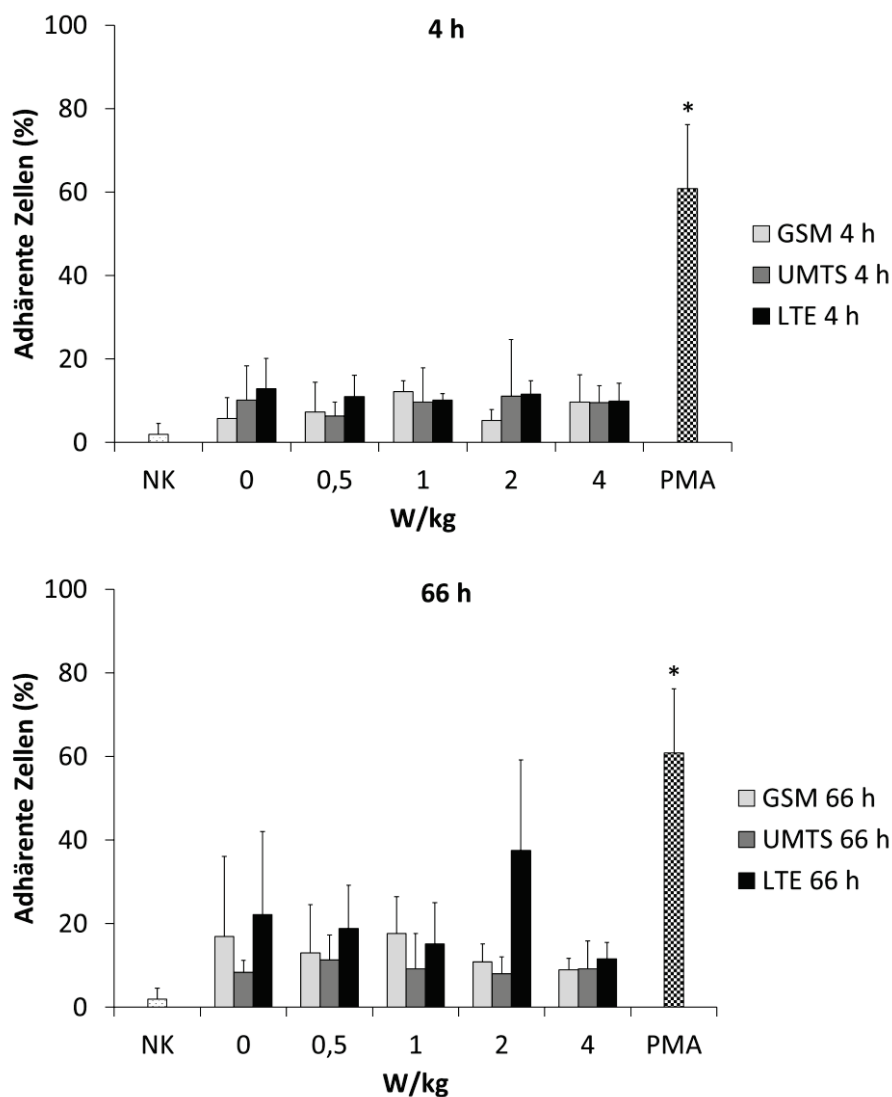 4 h
100
80
60
40
20
0
Adhärente Zellen (%)
*
GSM 4 h
UMTS 4 h
LTE 4 h
NK 0 0,5 1 2 4 PMA
W/kg
66 h
100
80
60
40
20
0
Adhärente Zellen (%)
*
GSM 66 h
UMTS 66 h
LTE 66 h
NK 0 0,5 1 2 4 PMA
W/kg